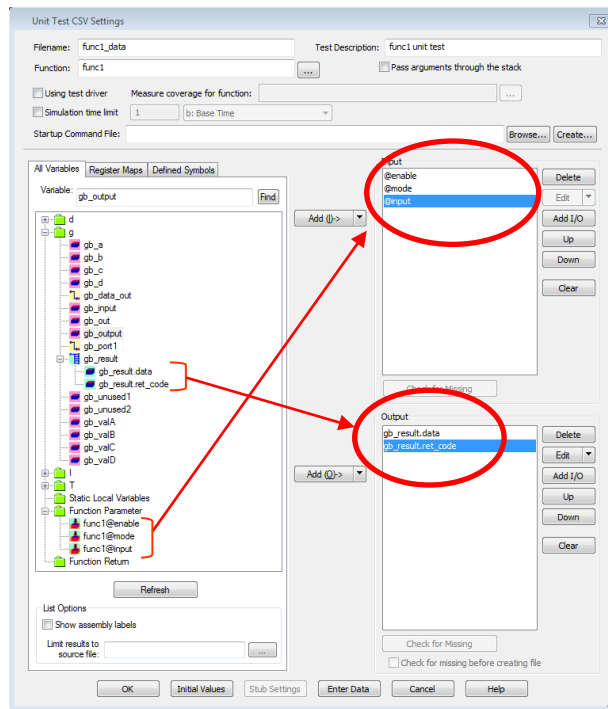 Unit Test CSV Settings
Filename: func1_data Test Description: func1 unit test
Function: func1 ... Pass arguments through the stack
Using test driver Measure coverage for function: ...
Simulation time limit 1 b: Base Time
Startup Command File: Browse... Create...
All Variables Register Maps Defined Symbols
Variable: gb_output Find
d
g
gb_a
gb_b
gb_c
gb_d
gb_data_out
gb_input
gb_out
gb_output
gb_port1
gb_result
gb_result.data
gb_result.ret_code
gb_unused1
gb_unused2
gb_valA
gb_valB
gb_valC
gb_valD
l
T
Static Local Variables
Function Parameter
func1@enable
func1@mode
func1@input
Function Return
Refresh
List Options
Show assembly labels
Limit results to
source file: ...
Add (I)->
Add (O)->
Input
@enable
@mode
@input
Delete
Edit
Add I/O
Up
Down
Clear
Check for Missing
Output
gb_result.data
gb_result.ret_code
Delete
Edit
Add I/O
Up
Down
Clear
Check for Missing
Check for missing before creating file
OK Initial Values Stub Settings Enter Data Cancel Help